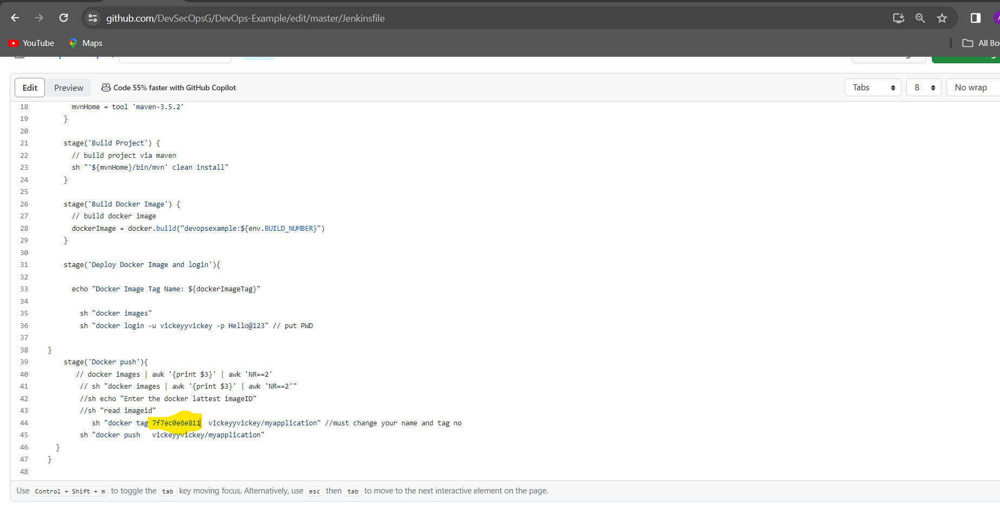 github.com/DevSecOpsG/DevOps-Example/edit/master/Jenkinsfile
YouTube Maps All Bo
Edit Preview Code 55% faster with GitHub Copilot Tabs 8 No wrap
18 mvnHome = tool 'maven-3.5.2'
19 }
20
21 stage('Build Project') {
22 // build project via maven
23 sh "'${mvnHome}/bin/mvn' clean install"
24 }
25
26 stage('Build Docker Image') {
27 // build docker image
28 dockerImage = docker.build("devopsexample:${env.BUILD_NUMBER}")
29 }
30
31 stage('Deploy Docker Image and login'){
32
33 echo "Docker Image Tag Name: ${dockerImageTag}"
34
35 sh "docker images"
36 sh "docker login -u vickeyyvickey -p Hello@123" // put PWD
37
38 }
39 stage('Docker push'){
40 // docker images | awk '{print $3}' | awk 'NR==2'
41 // sh "docker images | awk '{print $3}' | awk 'NR==2'"
42 //sh echo "Enter the docker lattest imageID"
43 //sh "read imageid"
44 sh "docker tag 7f7ec0e6e811 vickeyyvickey/myapplication" //must change your name and tag no
45 sh "docker push vickeyyvickey/myapplication"
46 }
47 }
48
Use Control + Shift + m to toggle the tab key moving focus. Alternatively, use esc then tab to move to the next interactive element on the page.